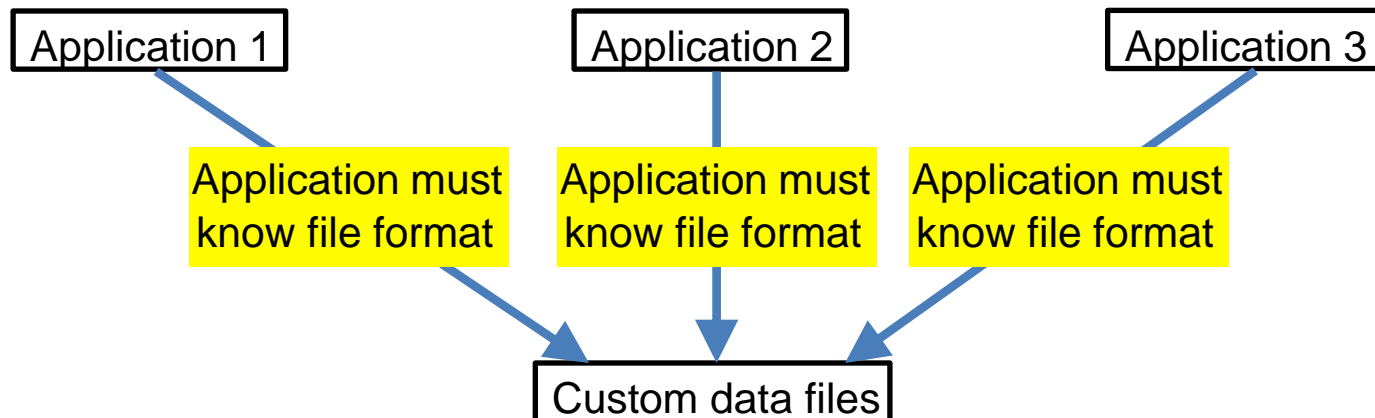 Application 1
Application 2
Application 3
Application must
know file format
Application must
know file format
Application must
know file format
Custom data files